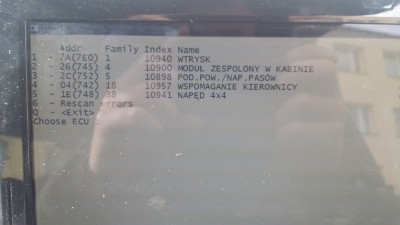 Addr Family Index Name
1 - 7A(7E0) 1 10940 WTRYSK
2 - 26(745) 4 10900 MODUŁ ZESPOLONY W KABINIE
3 - 2C(752) 5 10898 POD.POW./NAP.PASÓW
4 - 04(742) 18 10957 WSPOMAGANIE KIEROWNICY
5 - 1E(748) 38 10941 NAPĘD 4x4
6 - Rescan errors
Q - <Exit>
Choose ECU :